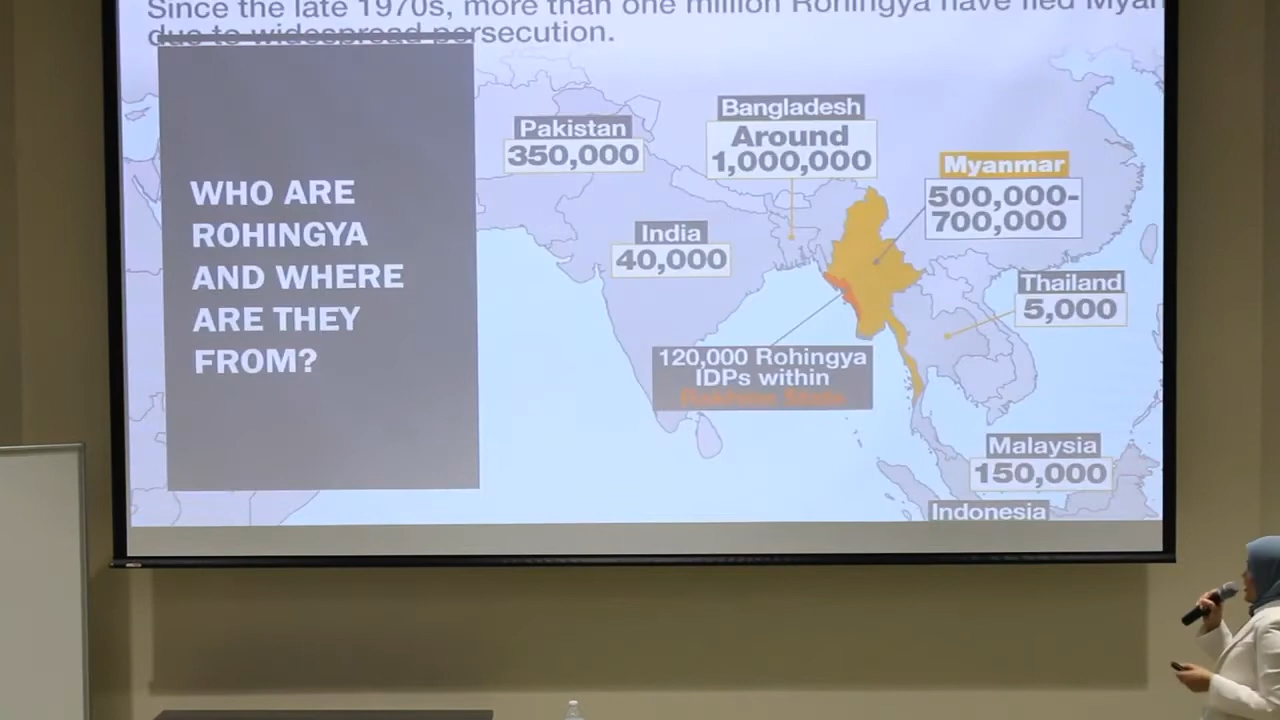 Since the late 1970s, more than one million Rohingya have fled Myan
due to widespread persecution.
WHO ARE
ROHINGYA
AND WHERE
ARE THEY
FROM?
Pakistan
350,000
Bangladesh
Around
1,000,000
Myanmar
500,000-
700,000
India
40,000
Thailand
5,000
120,000 Rohingya
IDPs within
Rakhine State
Malaysia
150,000
Indonesia